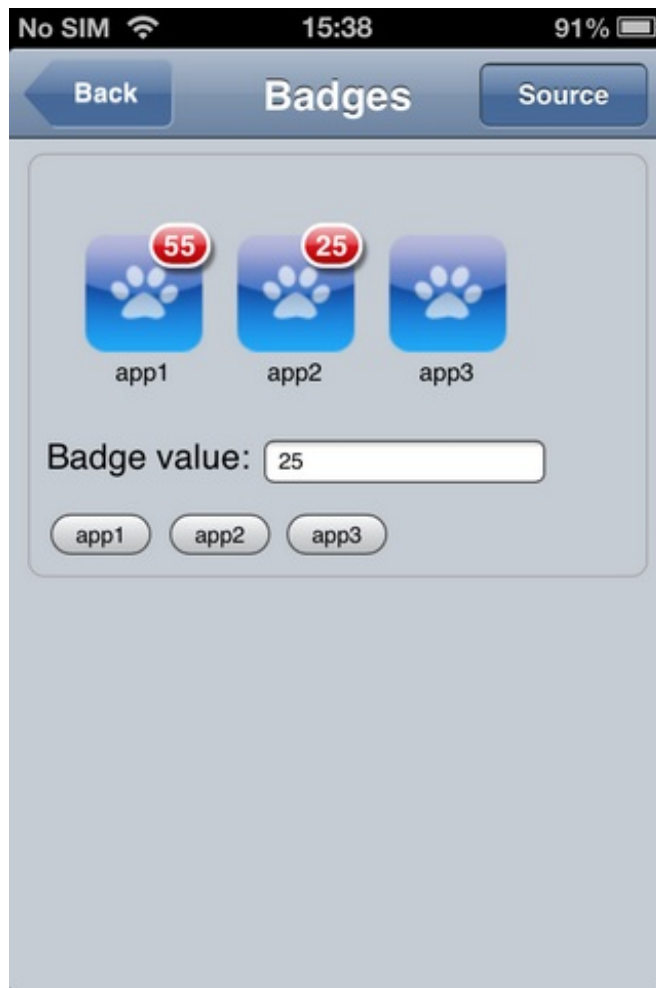 No SIM 15:38 91%
Back Badges Source
55 25
app1 app2 app3
Badge value: 25
app1 app2 app3